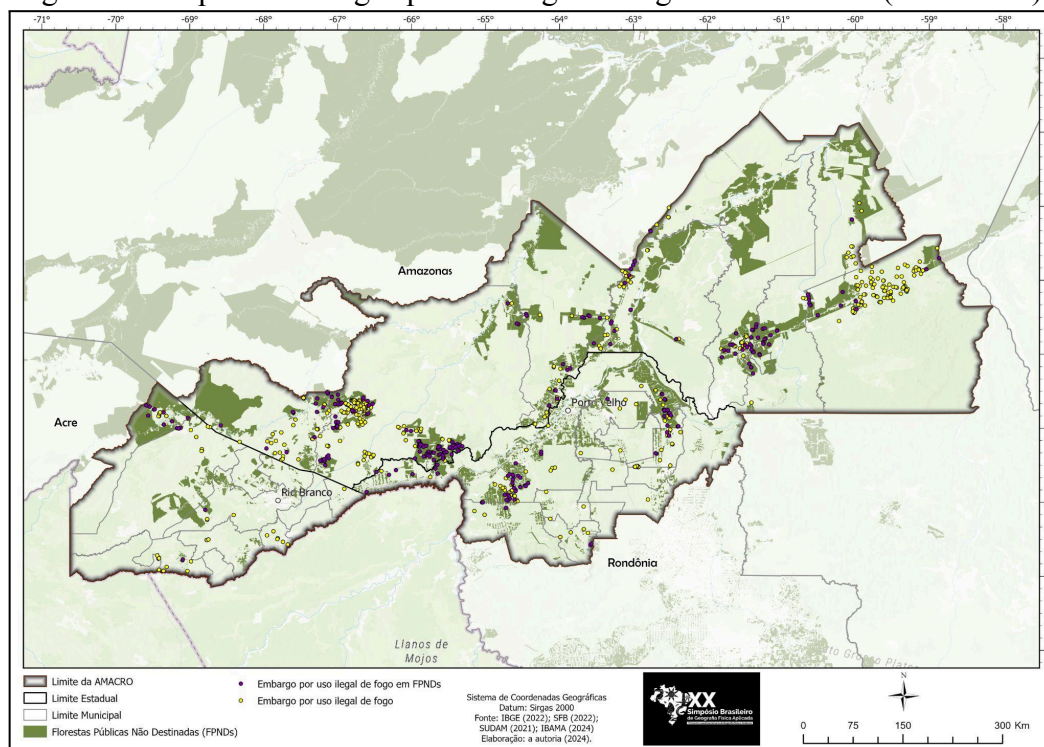 -71° -70° -69° -68° -67° -66° -65° -64° -63° -62° -61° -60° -59° -58°
Amazonas
Porto Velho
Acre
Rio Branco
Rondônia
Llanos de
Mojos
Limite da AMACRO
Limite Estadual
Limite Municipal
Florestas Públicas Não Destinadas (FPNDs)
Embargo por uso ilegal de fogo em FPNDs
Embargo por uso ilegal de fogo
Sistema de Coordenadas Geográficas
Datum: Sirgas 2000
Fonte: IBGE (2022); SFB (2022);
SUDAM (2021); IBAMA (2024)
Elaboração: a autoria (2024).
XX
Simpósio Brasileiro
de Geografia Física Aplicada
0 75 150 300 Km